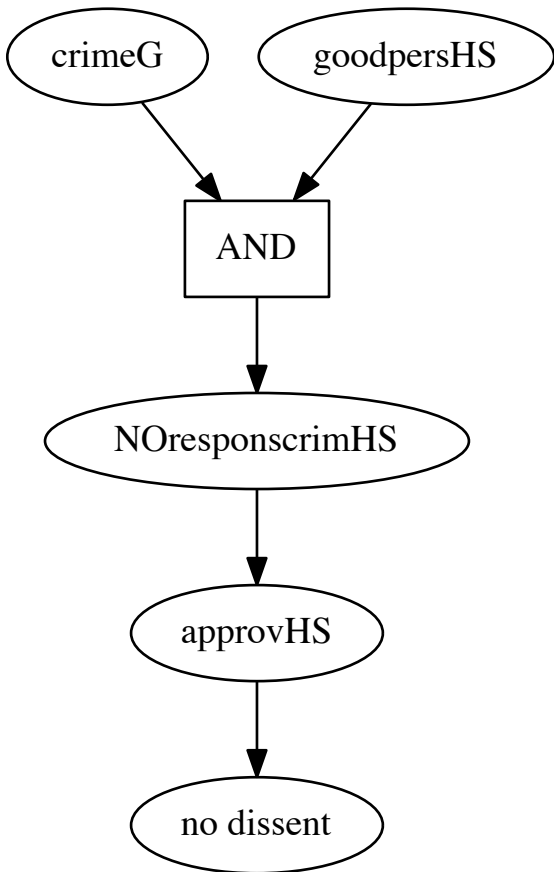 crimeG
goodpersHS
AND
NOresponscrimHS
approvHS
no dissent